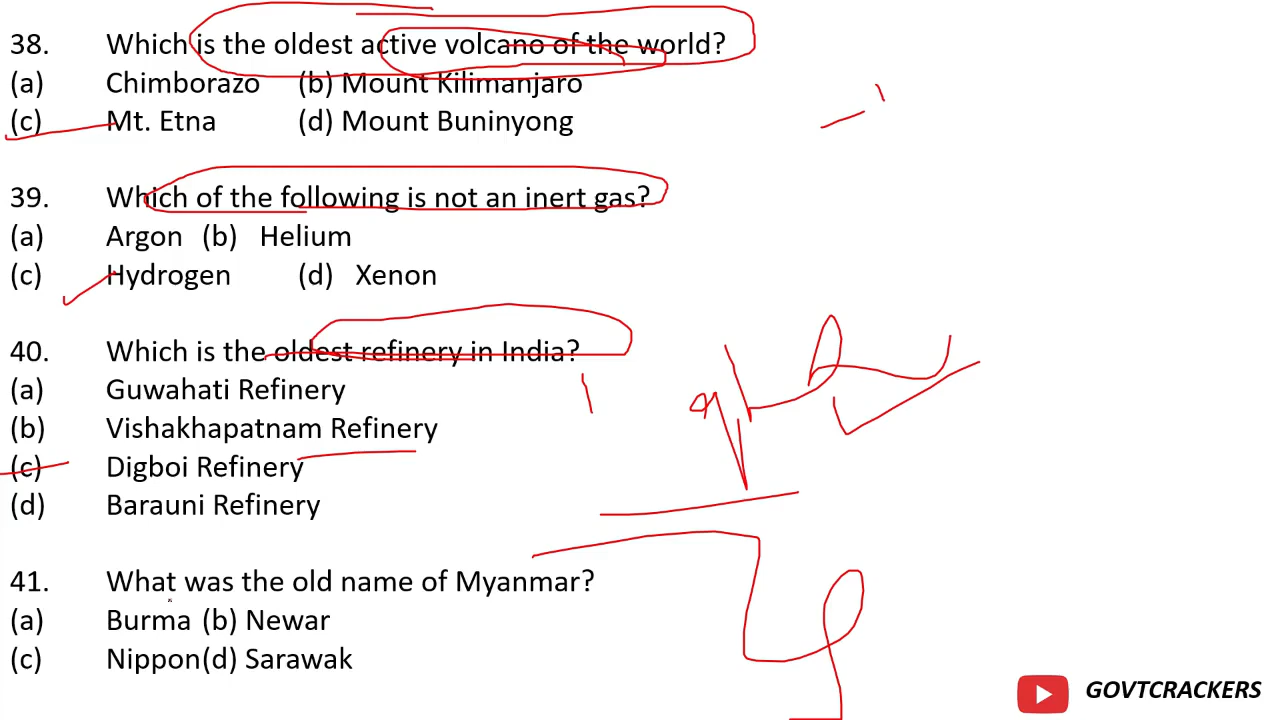 38. Which is the oldest active volcano of the world?
(a) Chimborazo (b) Mount Kilimanjaro
(c) Mt. Etna (d) Mount Buninyong
39. Which of the following is not an inert gas?
(a) Argon (b) Helium
(c) Hydrogen (d) Xenon
40. Which is the oldest refinery in India?
(a) Guwahati Refinery
(b) Vishakhapatnam Refinery
(c) Digboi Refinery
(d) Barauni Refinery
41. What was the old name of Myanmar?
(a) Burma (b) Newar
(c) Nippon(d) Sarawak
GOVTCRACKERS